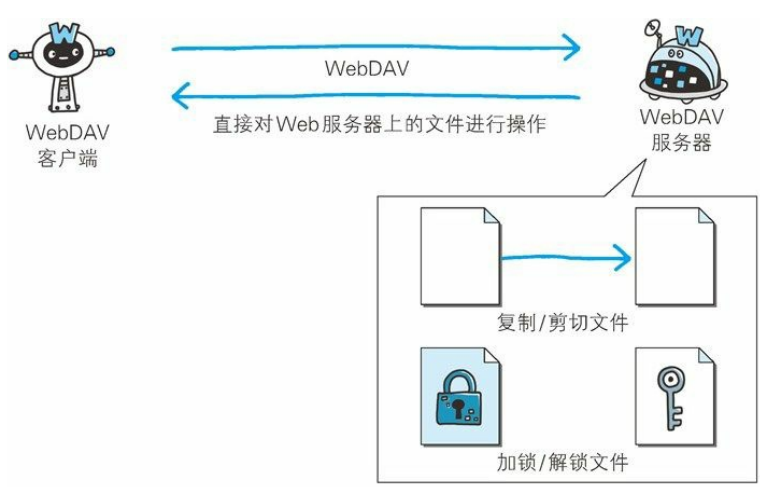 W
W
WebDAV
WebDAV
客户端
直接对Web服务器上的文件进行操作
WebDAV
服务器
复制/剪切文件
加锁/解锁文件